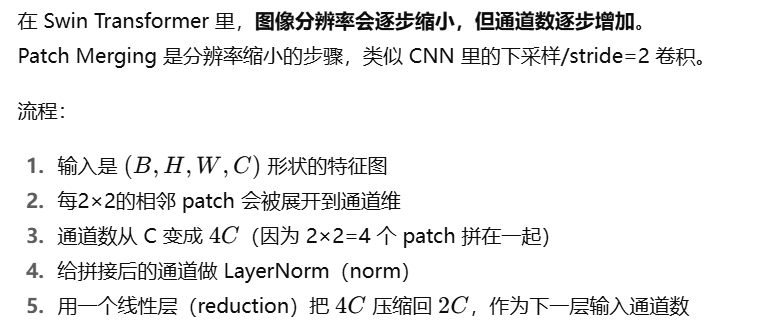 在 Swin Transformer 里，图像分辨率会逐步缩小，但通道数逐步增加。
Patch Merging 是分辨率缩小的步骤，类似 CNN 里的下采样/stride=2 卷积。
流程：
1. 输入是 (B, H, W, C) 形状的特征图
2. 每2×2的相邻 patch 会被展开到通道维
3. 通道数从 C 变成 4C（因为 2×2=4 个 patch 拼在一起）
4. 给拼接后的通道做 LayerNorm（norm）
5. 用一个线性层（reduction）把 4C 压缩回 2C，作为下一层输入通道数